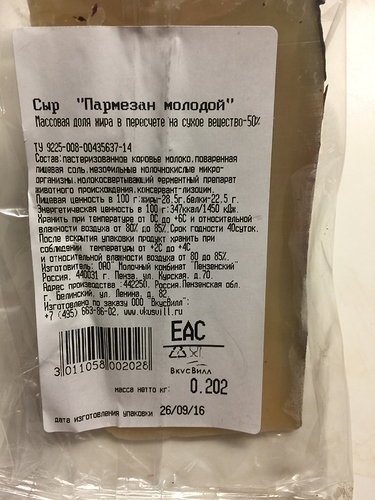 Сыр "Пармезан молодой"
Массовая доля жира в пересчете на сухое вещество-50%
ТУ 9225-008-00435637-14
Состав:пастеризованное коровье молоко,поваренная
пищевая соль,мезофильные молочнокислые микро-
организмы,молокосвертывающий ферментный препарат
животного происхождения,консервант-лизоцим.
Пищевая ценность в 100 г:жиры-28,5г,белки-22,5 г.
Энергетическая ценность в 100 г:347ккал/1450 кДж.
Хранить при температуре от 0С до +6С и относительной
влажности воздуха от 80% до 85%.Срок годности 40суток.
После вскрытия упаковки продукт хранить при
соблюдении температуры от +2С до +4С
и относительной влажности воздуха от 80 до 85%.
Изготовитель: ОАО "Молочный комбинат "Пензенский"
Россия, 440031 г. Пенза, ул. Курская, д. 70.
Адрес производства :442250, Россия,Пензенская обл.
г. Белинский, ул. Ленина, д. 82.
Изготовлено по заказу ООО "ВкусВилл":
+7 (495) 663-86-02, www.vkusvill.ru
EAC
ВкусВилл
3 011058 002028
масса нетто кг: 0.202
дата изготовления упаковки 26/09/16